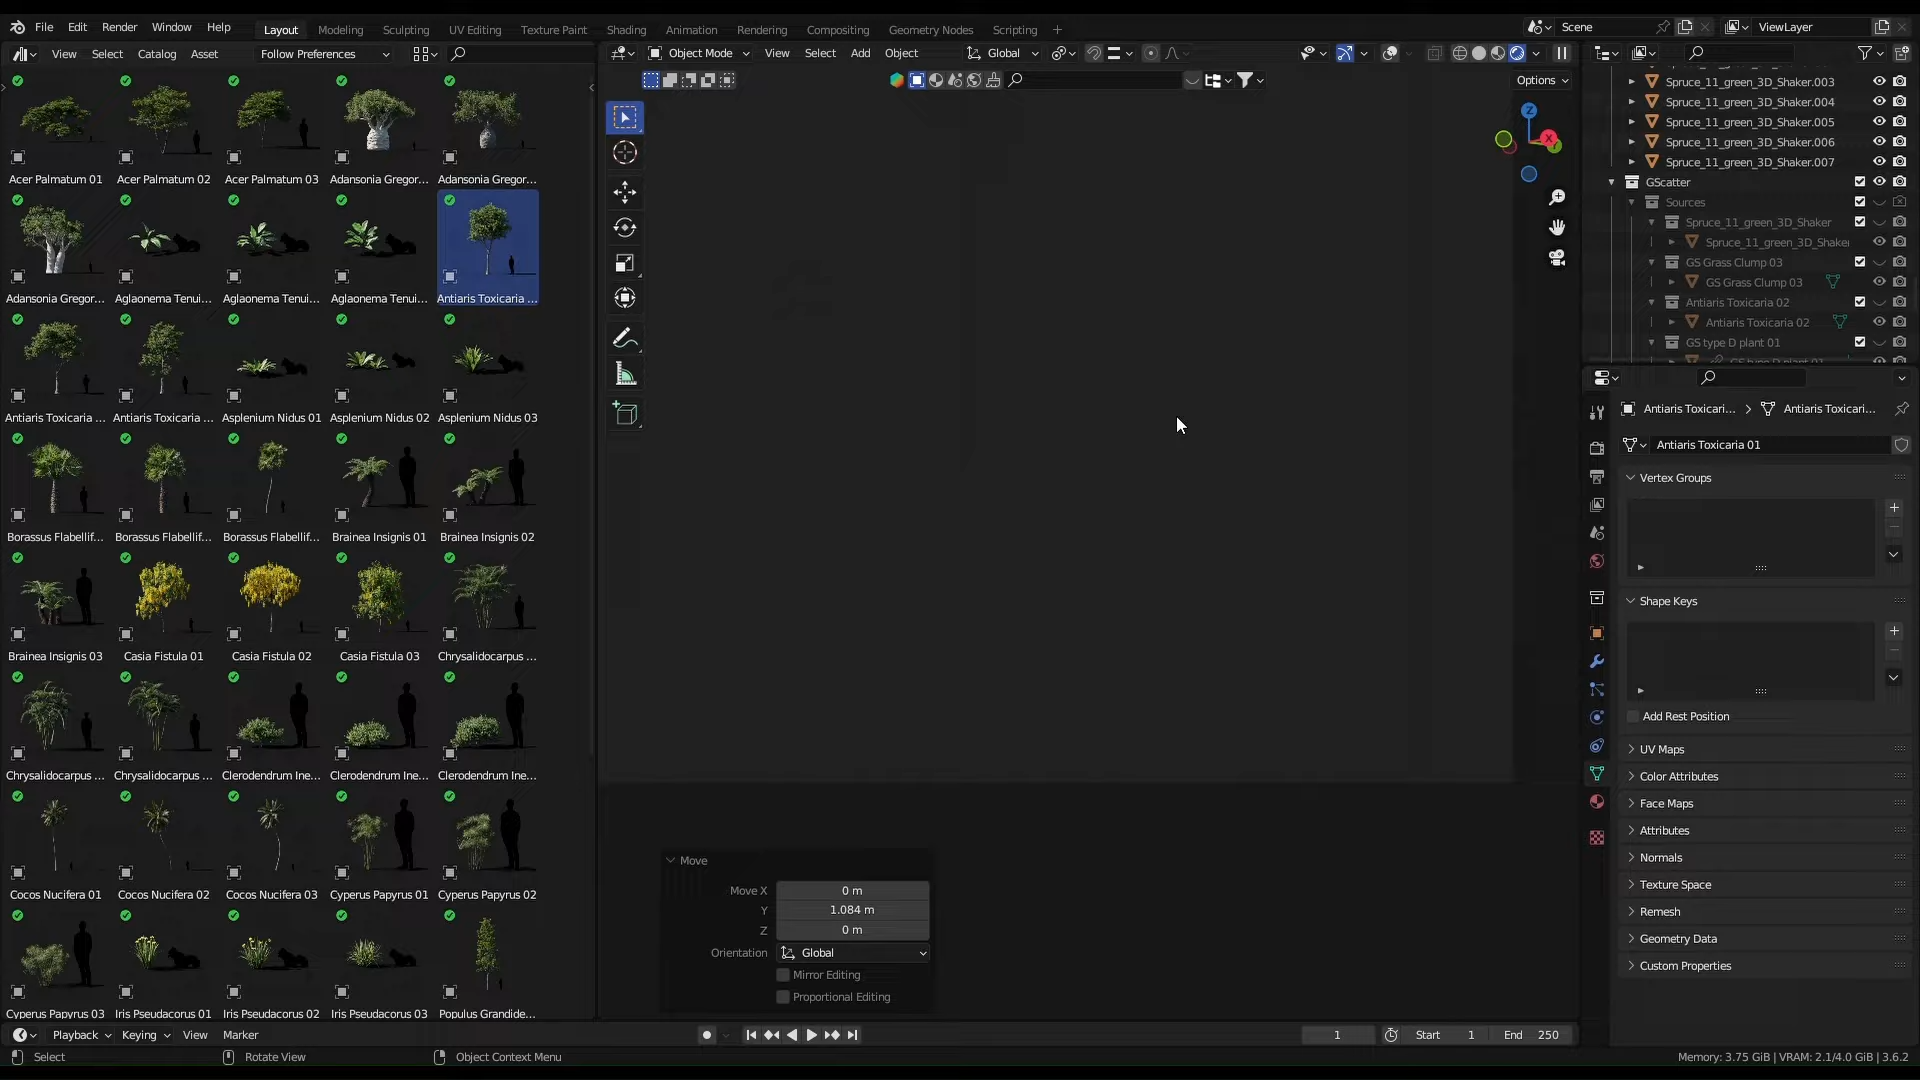 File Edit Render Window Help Layout Modeling Sculpting UV Editing Texture Paint Shading Animation Rendering Compositing Geometry Nodes Scripting + Scene ViewLayer
View Select Catalog Asset Follow Preferences Object Mode View Select Add Object Global
Options
Acer Palmatum 01 Acer Palmatum 02 Acer Palmatum 03 Adansonia Gregor... Adansonia Gregor...
Adansonia Gregor... Aglaonema Tenui... Aglaonema Tenui... Aglaonema Tenui... Antiaris Toxicaria ...
Antiaris Toxicaria ... Antiaris Toxicaria ... Asplenium Nidus 01 Asplenium Nidus 02 Asplenium Nidus 03
Borassus Flabellif... Borassus Flabellif... Borassus Flabellif... Brainea Insignis 01 Brainea Insignis 02
Brainea Insignis 03 Casia Fistula 01 Casia Fistula 02 Casia Fistula 03 Chrysalidocarpus ...
Chrysalidocarpus ... Chrysalidocarpus ... Clerodendrum Ine... Clerodendrum Ine... Clerodendrum Ine...
Cocos Nucifera 01 Cocos Nucifera 02 Cocos Nucifera 03 Cyperus Papyrus 01 Cyperus Papyrus 02
Cyperus Papyrus 03 Iris Pseudacorus 01 Iris Pseudacorus 02 Iris Pseudacorus 03 Populus Grandide...
Z
X
Y
Move
Move X 0 m
Y 1.084 m
Z 0 m
Orientation Global
Mirror Editing
Proportional Editing
Spruce_11_green_3D_Shaker.003
Spruce_11_green_3D_Shaker.004
Spruce_11_green_3D_Shaker.005
Spruce_11_green_3D_Shaker.006
Spruce_11_green_3D_Shaker.007
GScatter
Sources
Spruce_11_green_3D_Shaker
Spruce_11_green_3D_Shaker
GS Grass Clump 03
GS Grass Clump 03
Antiaris Toxicaria 02
Antiaris Toxicaria 02
GS type D plant 01
GS type D plant 01
Antiaris Toxicari... > Antiaris Toxicari...
Antiaris Toxicaria 01
Vertex Groups
Shape Keys
Add Rest Position
UV Maps
Color Attributes
Face Maps
Attributes
Normals
Texture Space
Remesh
Geometry Data
Custom Properties
Playback Keying View Marker 1 Start 1 End 250
Select Rotate View Object Context Menu Memory: 3.75 GiB | VRAM: 2.1/4.0 GiB | 3.6.2